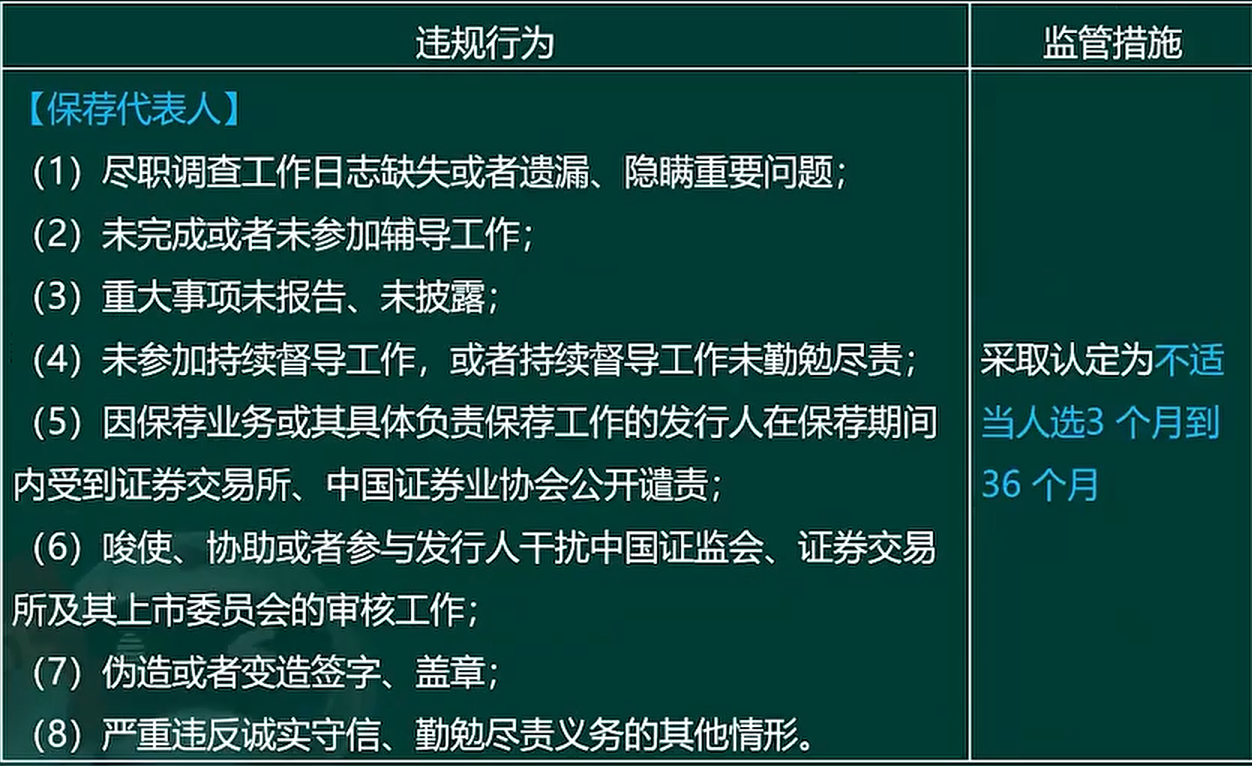 违规行为
监管措施
【保荐代表人】
（1）尽职调查工作日志缺失或者遗漏、隐瞒重要问题；
（2）未完成或者未参加辅导工作；
（3）重大事项未报告、未披露；
（4）未参加持续督导工作，或者持续督导工作未勤勉尽责；
（5）因保荐业务或其具体负责保荐工作的发行人在保荐期间
内受到证券交易所、中国证券业协会公开谴责；
（6）唆使、协助或者参与发行人干扰中国证监会、证券交易
所及其上市委员会的审核工作；
（7）伪造或者变造签字、盖章；
（8）严重违反诚实守信、勤勉尽责义务的其他情形。
采取认定为不适
当人选3 个月到
36 个月